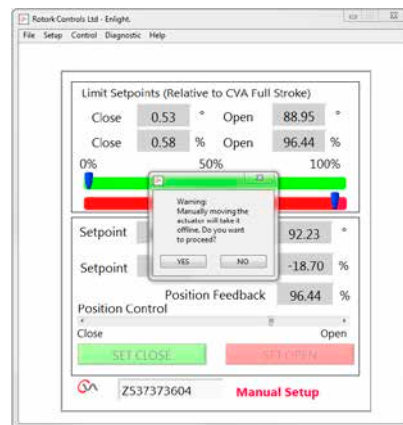 Rotork Controls Ltd - Enlight.
File Setup Control Diagnostic Help
Limit Setpoints (Relative to CVA Full Stroke)
Close 0.53 ° Open 88.95 °
Close 0.58 % Open 96.44 %
0% 50% 100%
Warning:
Manually moving the
actuator will take it
offline. Do you want
to proceed?
YES NO
Setpoint 92.23 °
Setpoint -18.70 %
Position Feedback 96.44 %
Position Control
Close Open
SET CLOSE SET OPEN
Z537373604 Manual Setup